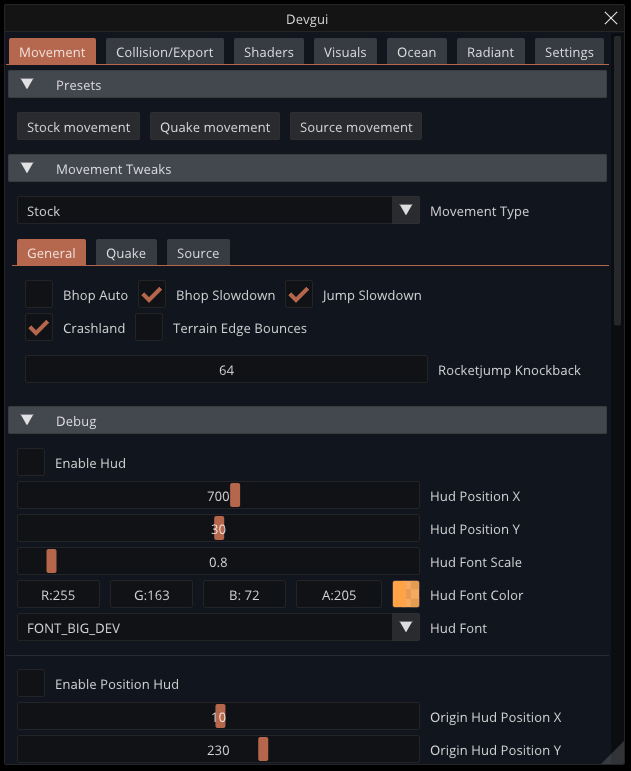 Devgui
Movement Collision/Export Shaders Visuals Ocean Radiant Settings
Presets
Stock movement Quake movement Source movement
Movement Tweaks
Stock Movement Type
General Quake Source
Bhop Auto Bhop Slowdown Jump Slowdown
Crashland Terrain Edge Bounces
64 Rocketjump Knockback
Debug
Enable Hud
700 Hud Position X
30 Hud Position Y
0.8 Hud Font Scale
R:255 G:163 B: 72 A:205 Hud Font Color
FONT_BIG_DEV Hud Font
Enable Position Hud
10 Origin Hud Position X
230 Origin Hud Position Y